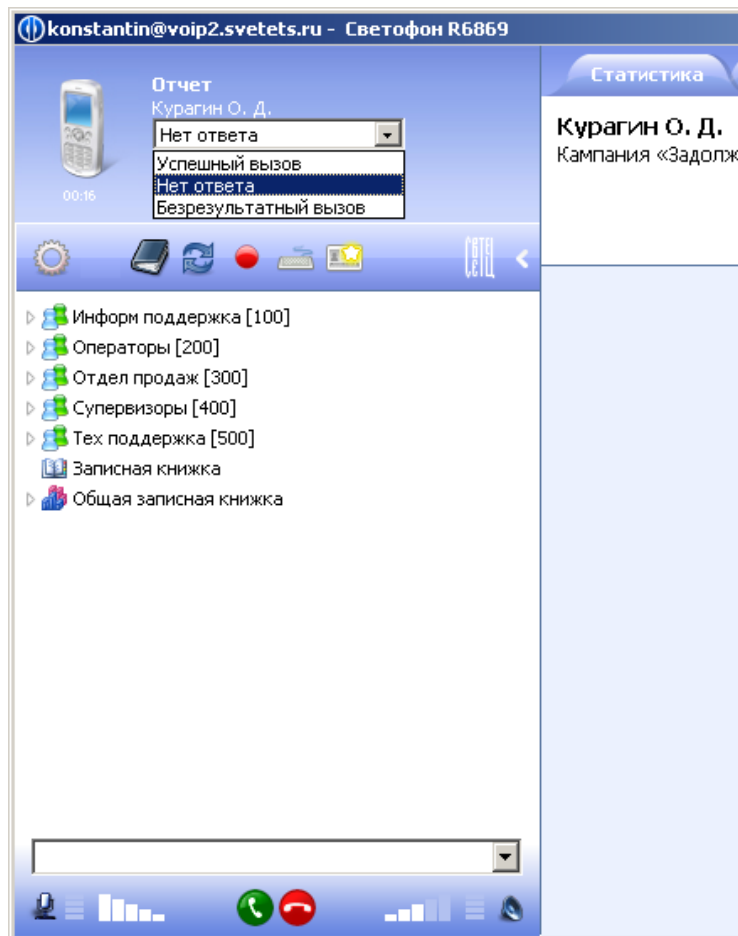 konstantin@voip2.svetets.ru - Светофон R6869
Отчет
Курагин О. Д.
Нет ответа
Успешный вызов
Нет ответа
Безрезультатный вызов
00:16
СВТЕЦ
Информ поддержка [100]
Операторы [200]
Отдел продаж [300]
Супервизоры [400]
Тех поддержка [500]
Записная книжка
Общая записная книжка
Статистика
Курагин О. Д.
Кампания «Задолж